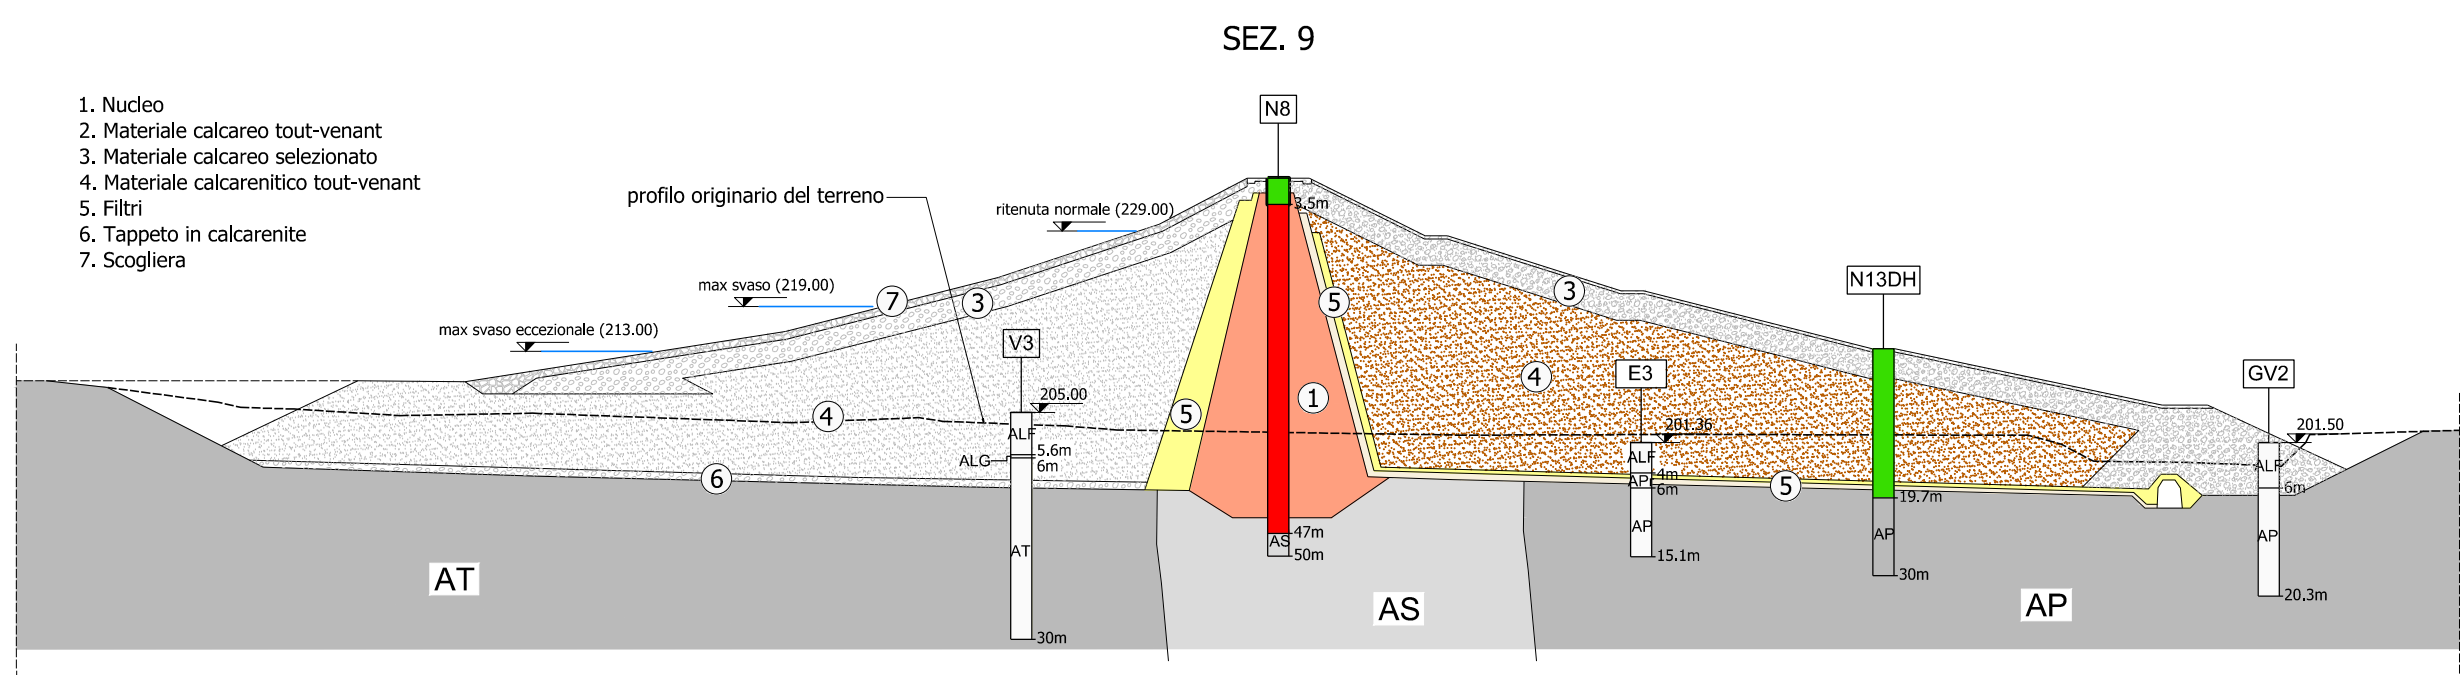 SEZ. 9
1. Nucleo
2. Materiale calcareo tout-venant
3. Materiale calcareo selezionato
4. Materiale calcarenitico tout-venant
5. Filtri
6. Tappeto in calcarenite
7. Scogliera
N8
profilo originario del terreno
ritenuta normale (229.00)
3.5m
max svaso (219.00)
max svaso eccezionale (213.00)
7
3
5
3
N13DH
V3
E3
GV2
4
1
4
5
205.00
201.36
201.50
ALF
5.6m
ALG
6m
ALF
4m
APF
6m
ALF
6m
6
5
19.7m
AT
47m
AS
50m
AP
15.1m
AP
30m
AP
20.3m
30m
AT
AS
AP